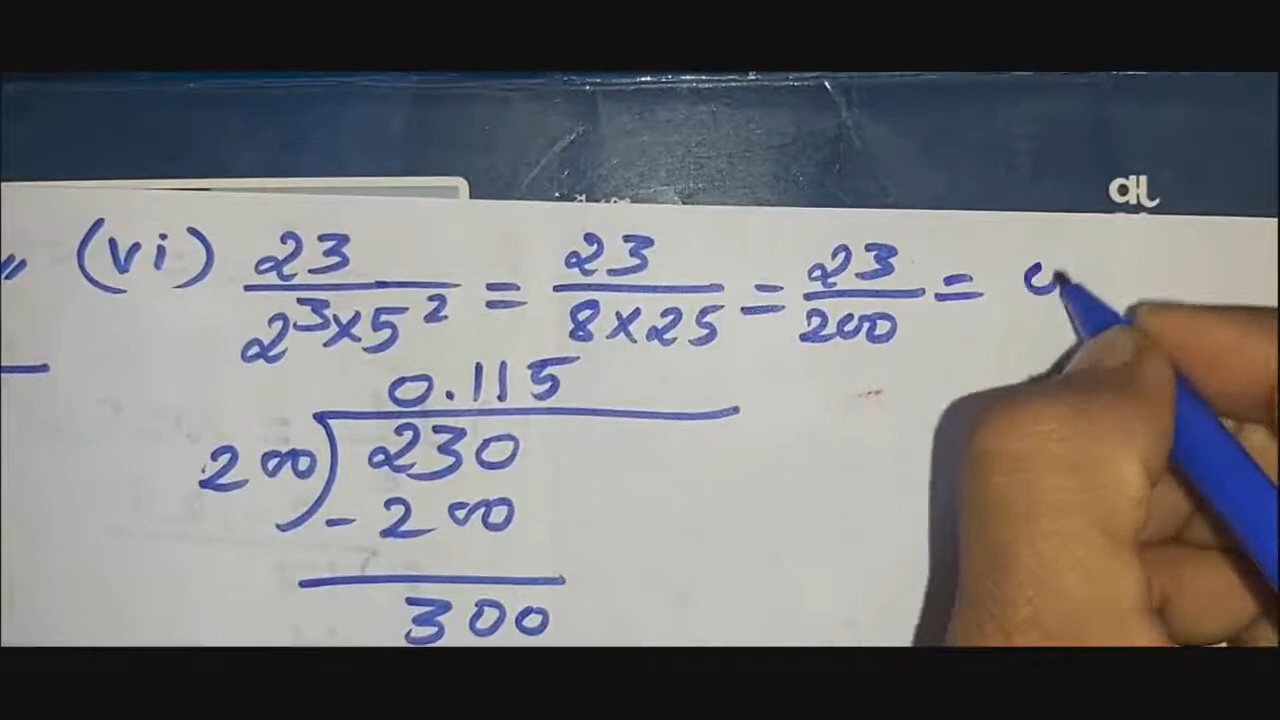 (vi) 23/2³×5² = 23/8×25 = 23/200 =
0.115
200)230
- 200
300